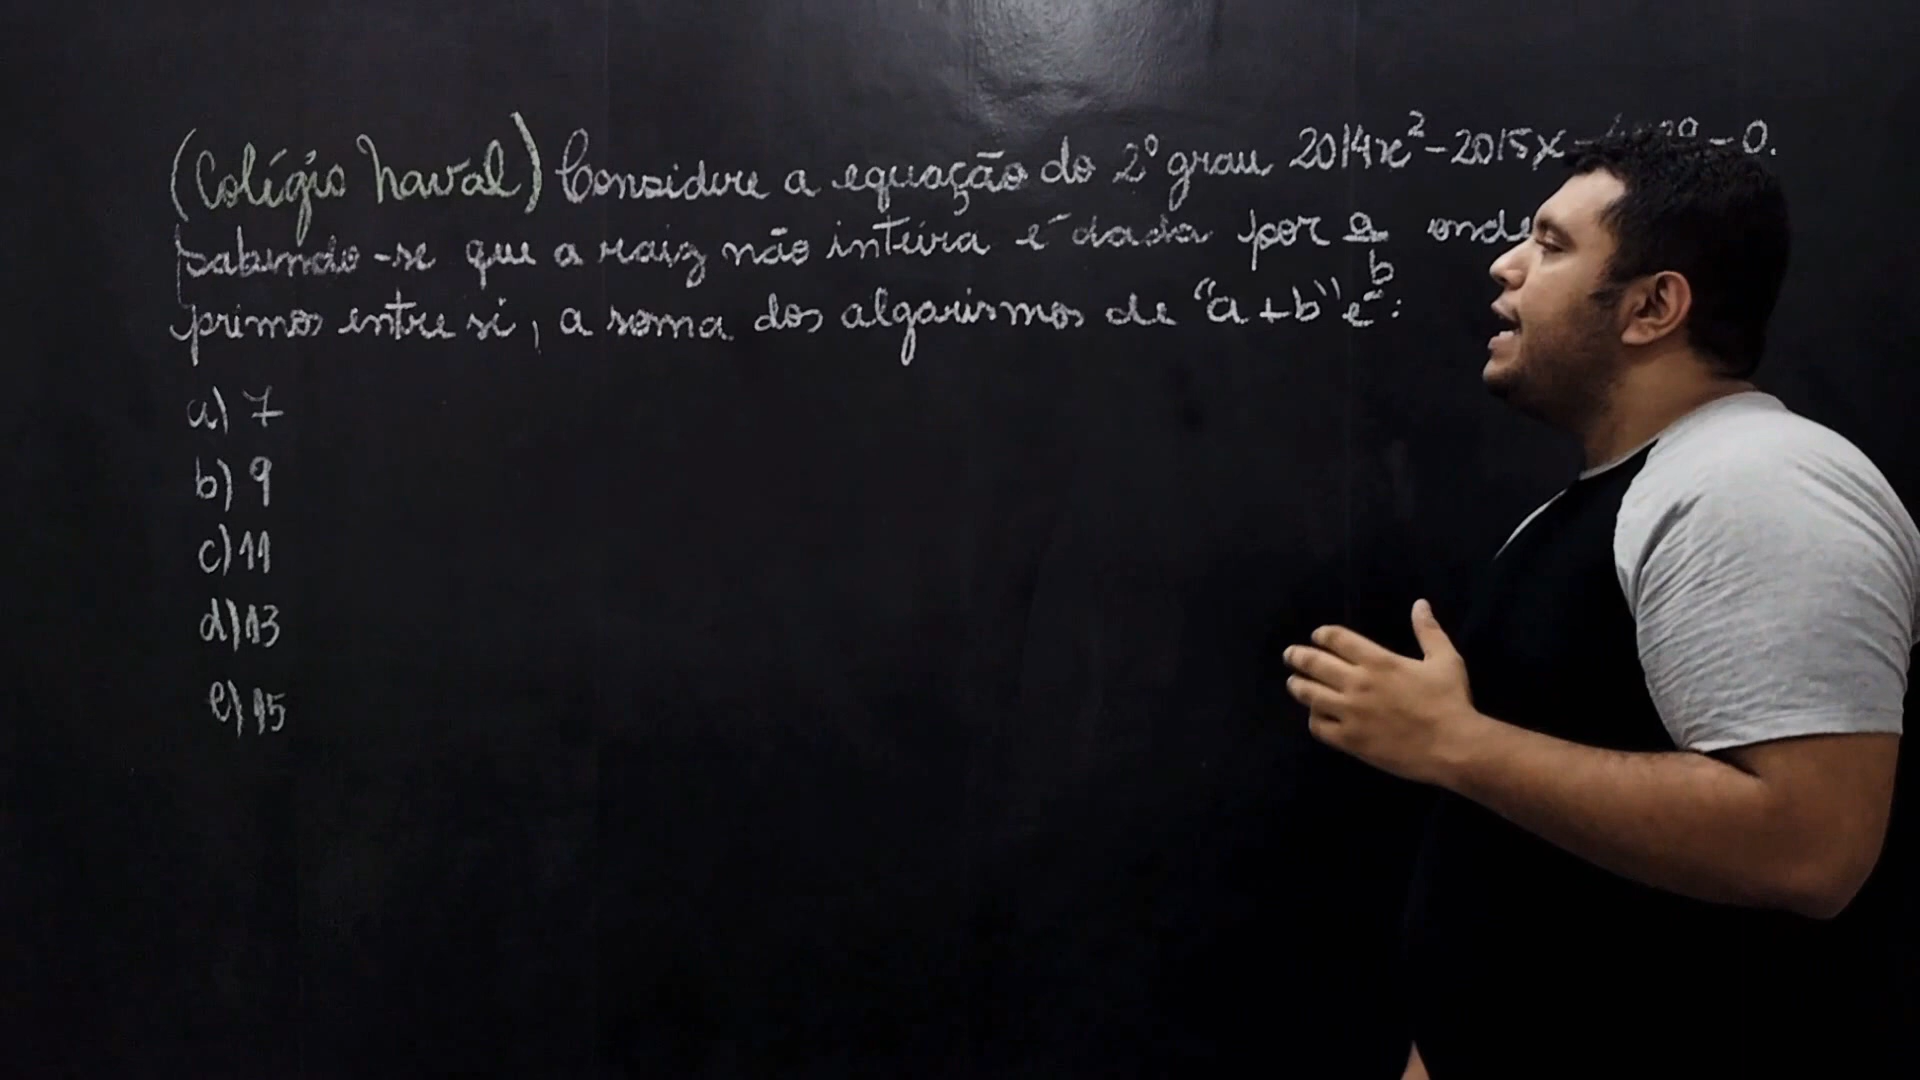 (Colégio Naval) Considere a equação do 2º grau 2014x² - 2015x - 4029 = 0.
Sabendo-se que a raiz não inteira é dada por a/b onde
primos entre si, a soma dos algarismos de "a+b" é:
a) 7
b) 9
c) 11
d) 13
e) 15